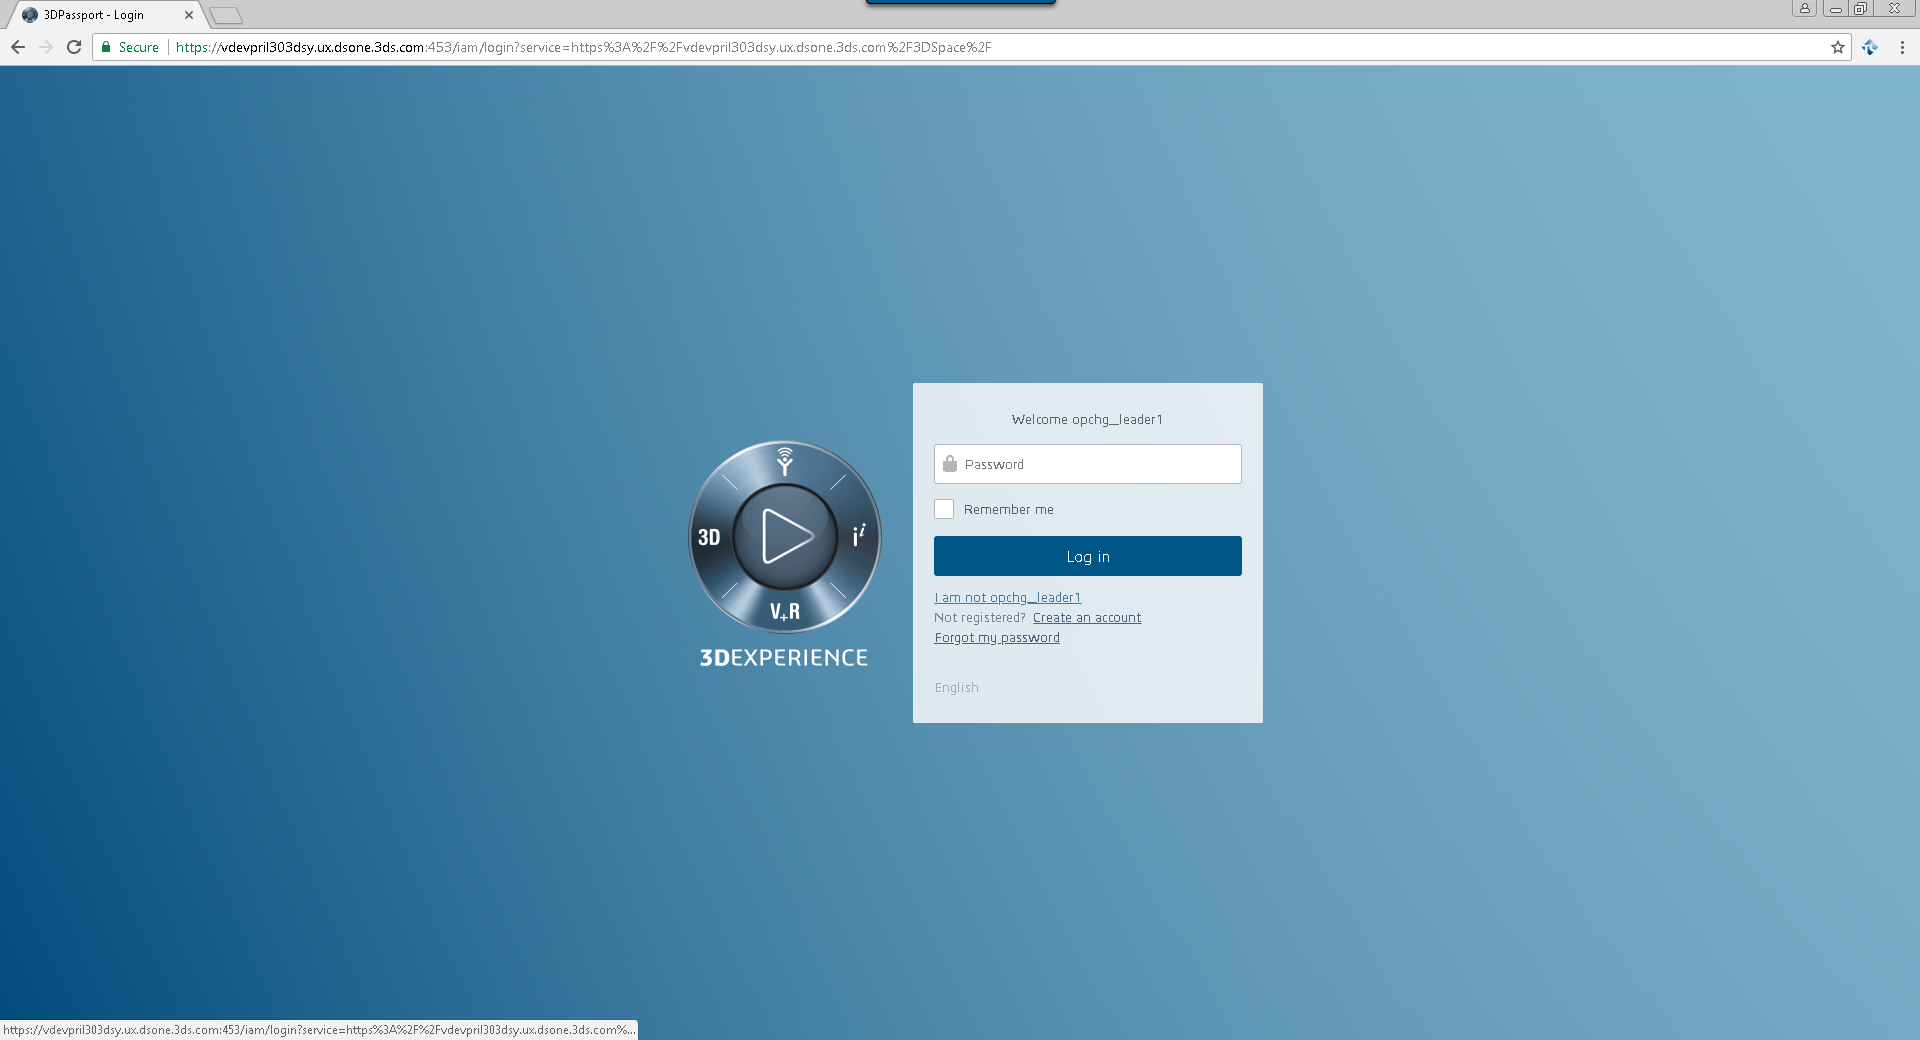 3DPassport - Login
Secure https://vdevpril303dsy.ux.dsone.3ds.com:453/iam/login?service=https%3A%2F%2Fvdevpril303dsy.ux.dsone.3ds.com%2F3DSpace%2F
Welcome opchg_leader1
Password
Remember me
Log in
I am not opchg_leader1
Not registered? Create an account
Forgot my password
English
3D
i i
V+R
3DEXPERIENCE
https://vdevpril303dsy.ux.dsone.3ds.com:453/iam/login?service=https%3A%2F%2Fvdevpril303dsy.ux.dsone.3ds.com%...